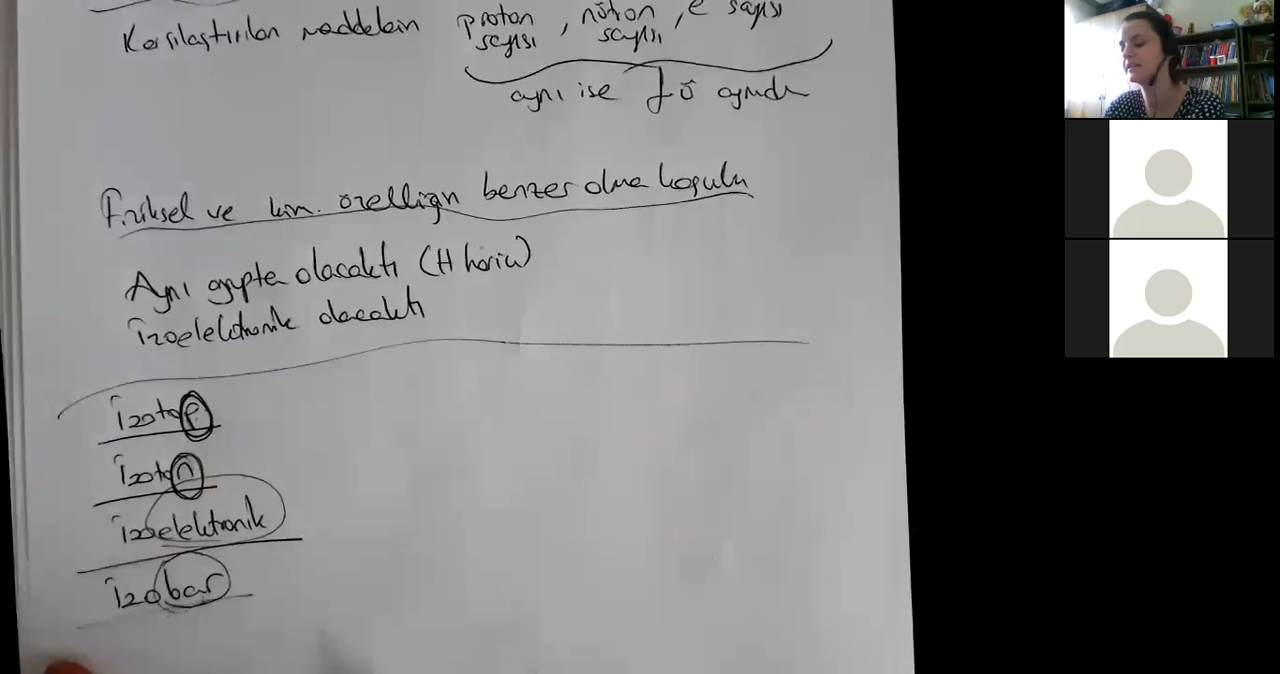 Karşılaştırılan maddelerin proton sayısı, nötron sayısı, e sayısı
aynı ise aynıdır
Fiziksel ve kim. özelliğin benzer olma koşulu
Aynı grupta olacaktı (H hariç)
İzoelektronik olacaktı
İzotop
İzoton
İzoelektronik
İzobar